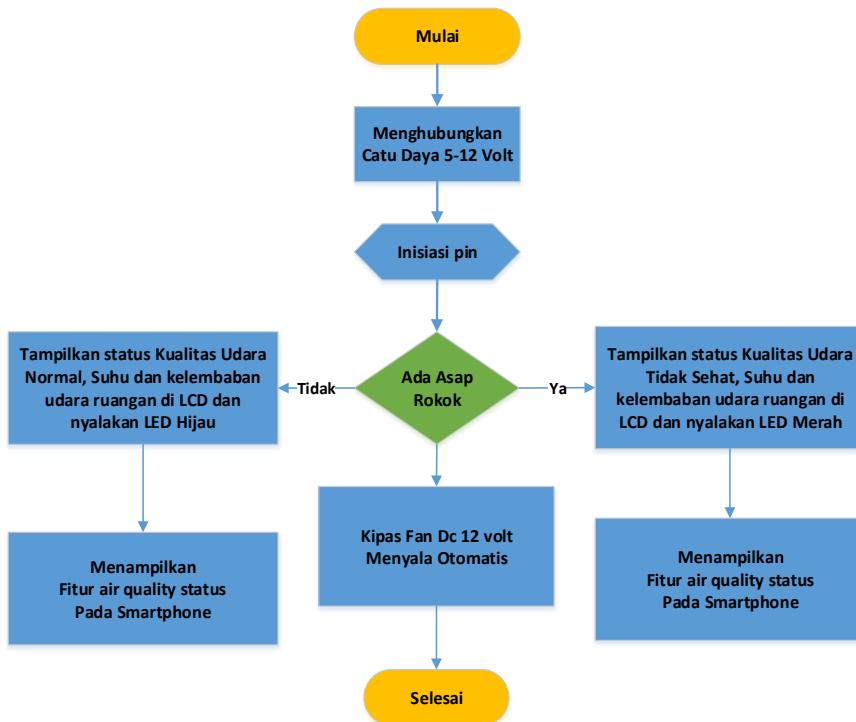 Mulai
Menghubungkan
Catu Daya 5-12 Volt
Inisiasi pin
Tampilkan status Kualitas Udara
Normal, Suhu dan kelembaban
udara ruangan di LCD dan
nyalakan LED Hijau
Tidak
Ada Asap
Rokok
Ya
Tampilkan status Kualitas Udara
Tidak Sehat, Suhu dan
kelembaban udara ruangan di
LCD dan nyalakan LED Merah
Menampilkan
Fitur air quality status
Pada Smartphone
Kipas Fan Dc 12 volt
Menyala Otomatis
Menampilkan
Fitur air quality status
Pada Smartphone
Selesai